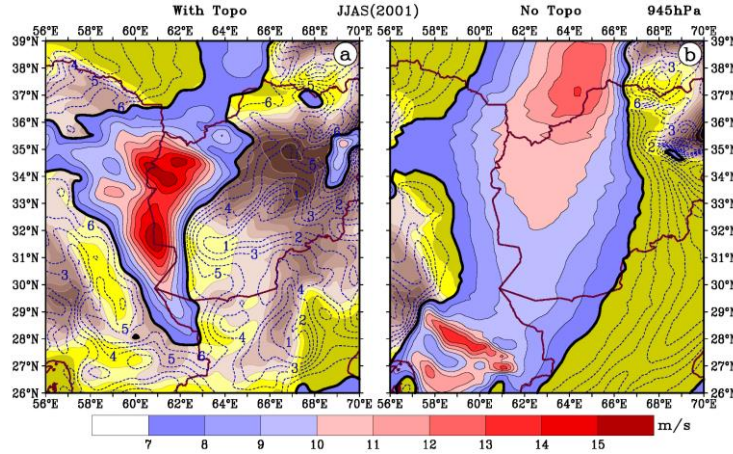 With Topo JJAS(2001) No Topo 945hPa
39°N 39°N
a b
38°N 38°N
37°N 37°N
36°N 36°N
35°N 35°N
34°N 34°N
33°N 33°N
32°N 32°N
31°N 31°N
30°N 30°N
29°N 29°N
28°N 28°N
27°N 27°N
26°N 26°N
56°E 58°E 60°E 62°E 64°E 66°E 68°E 70°E 56°E 58°E 60°E 62°E 64°E 66°E 68°E 70°E
m/s
7 8 9 10 11 12 13 14 15